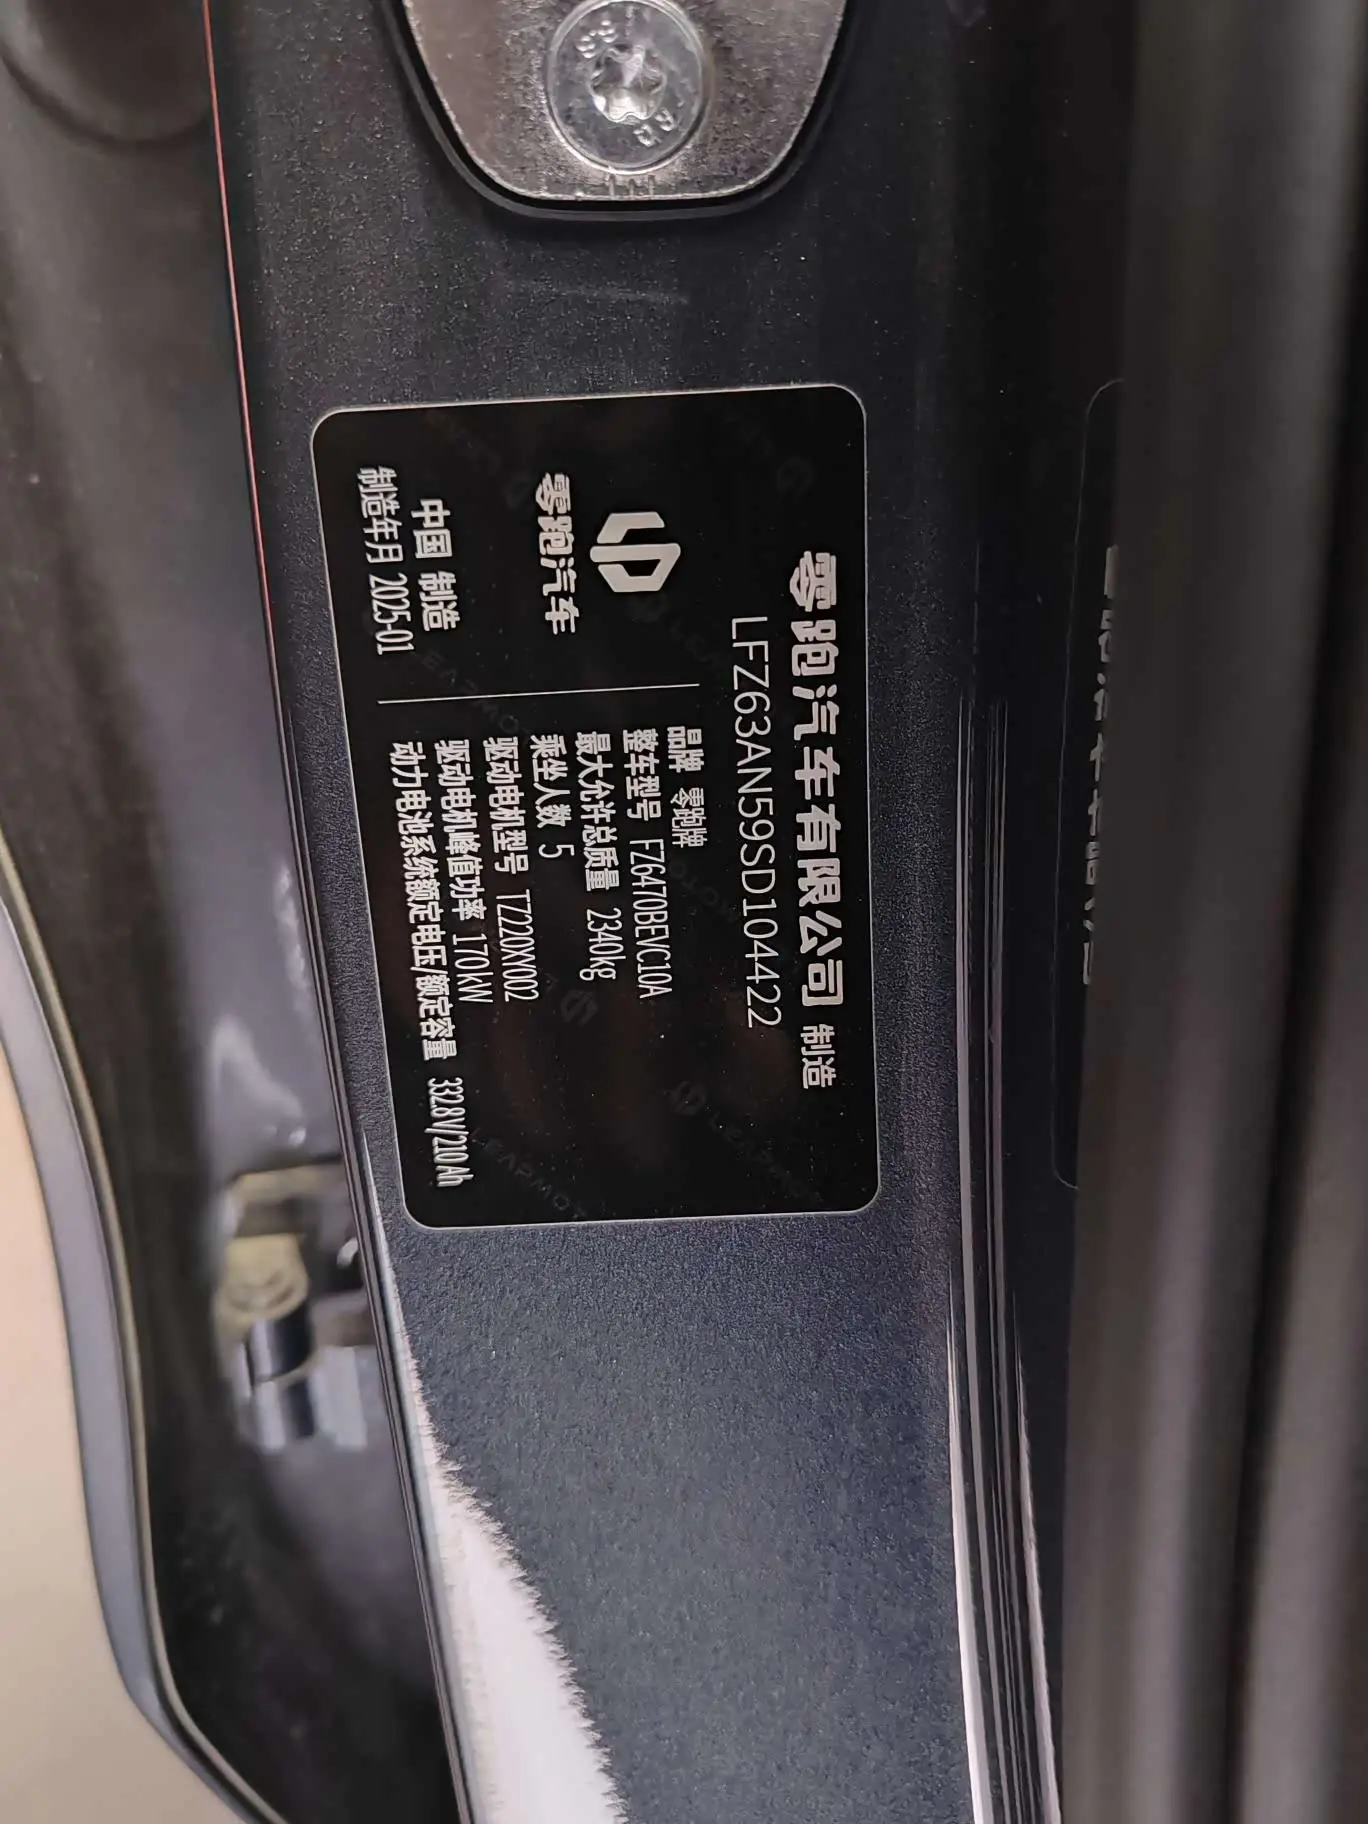 零跑汽车有限公司 制造
LFZ63AN59SD104422
零跑汽车
中国 制造
制造年月 2025-01
品牌 零跑牌
整车型号 FZ6470BEVC10A
最大允许总质量 2340kg
乘坐人数 5
驱动电机型号 TZ220XY002
驱动电机峰值功率 170kW
动力电池系统额定电压/额定容量 332.8V/210Ah